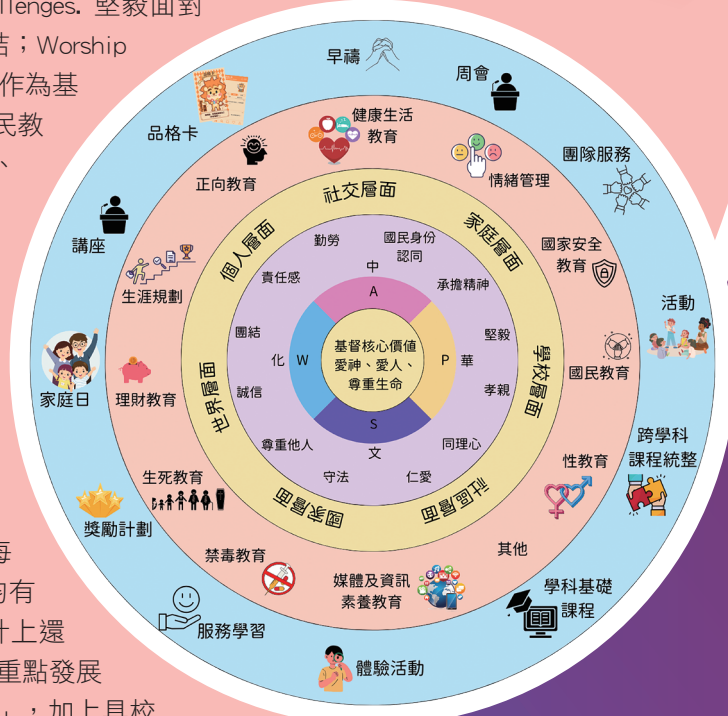 llenges. 堅毅面對
結；Worship
作為基
民教
、
每
均有
計上還
重點發展
」，加上具校
早禱
周會
團隊服務
活動
跨學科
課程統整
學科基礎
課程
體驗活動
服務學習
獎勵計劃
家庭日
講座
品格卡
健康生活
教育
情緒管理
國家安全
教育
國民教育
性教育
其他
媒體及資訊
素養教育
禁毒教育
生死教育
理財教育
生涯規劃
正向教育
社交層面
家庭層面
學校層面
社區層面
國家層面
世界層面
個人層面
勤勞
國民身份
認同
承擔精神
堅毅
孝親
同理心
仁愛
守法
尊重他人
誠信
團結
責任感
中
華
文
化
A
P
S
W
基督核心價值
愛神、愛人、
尊重生命